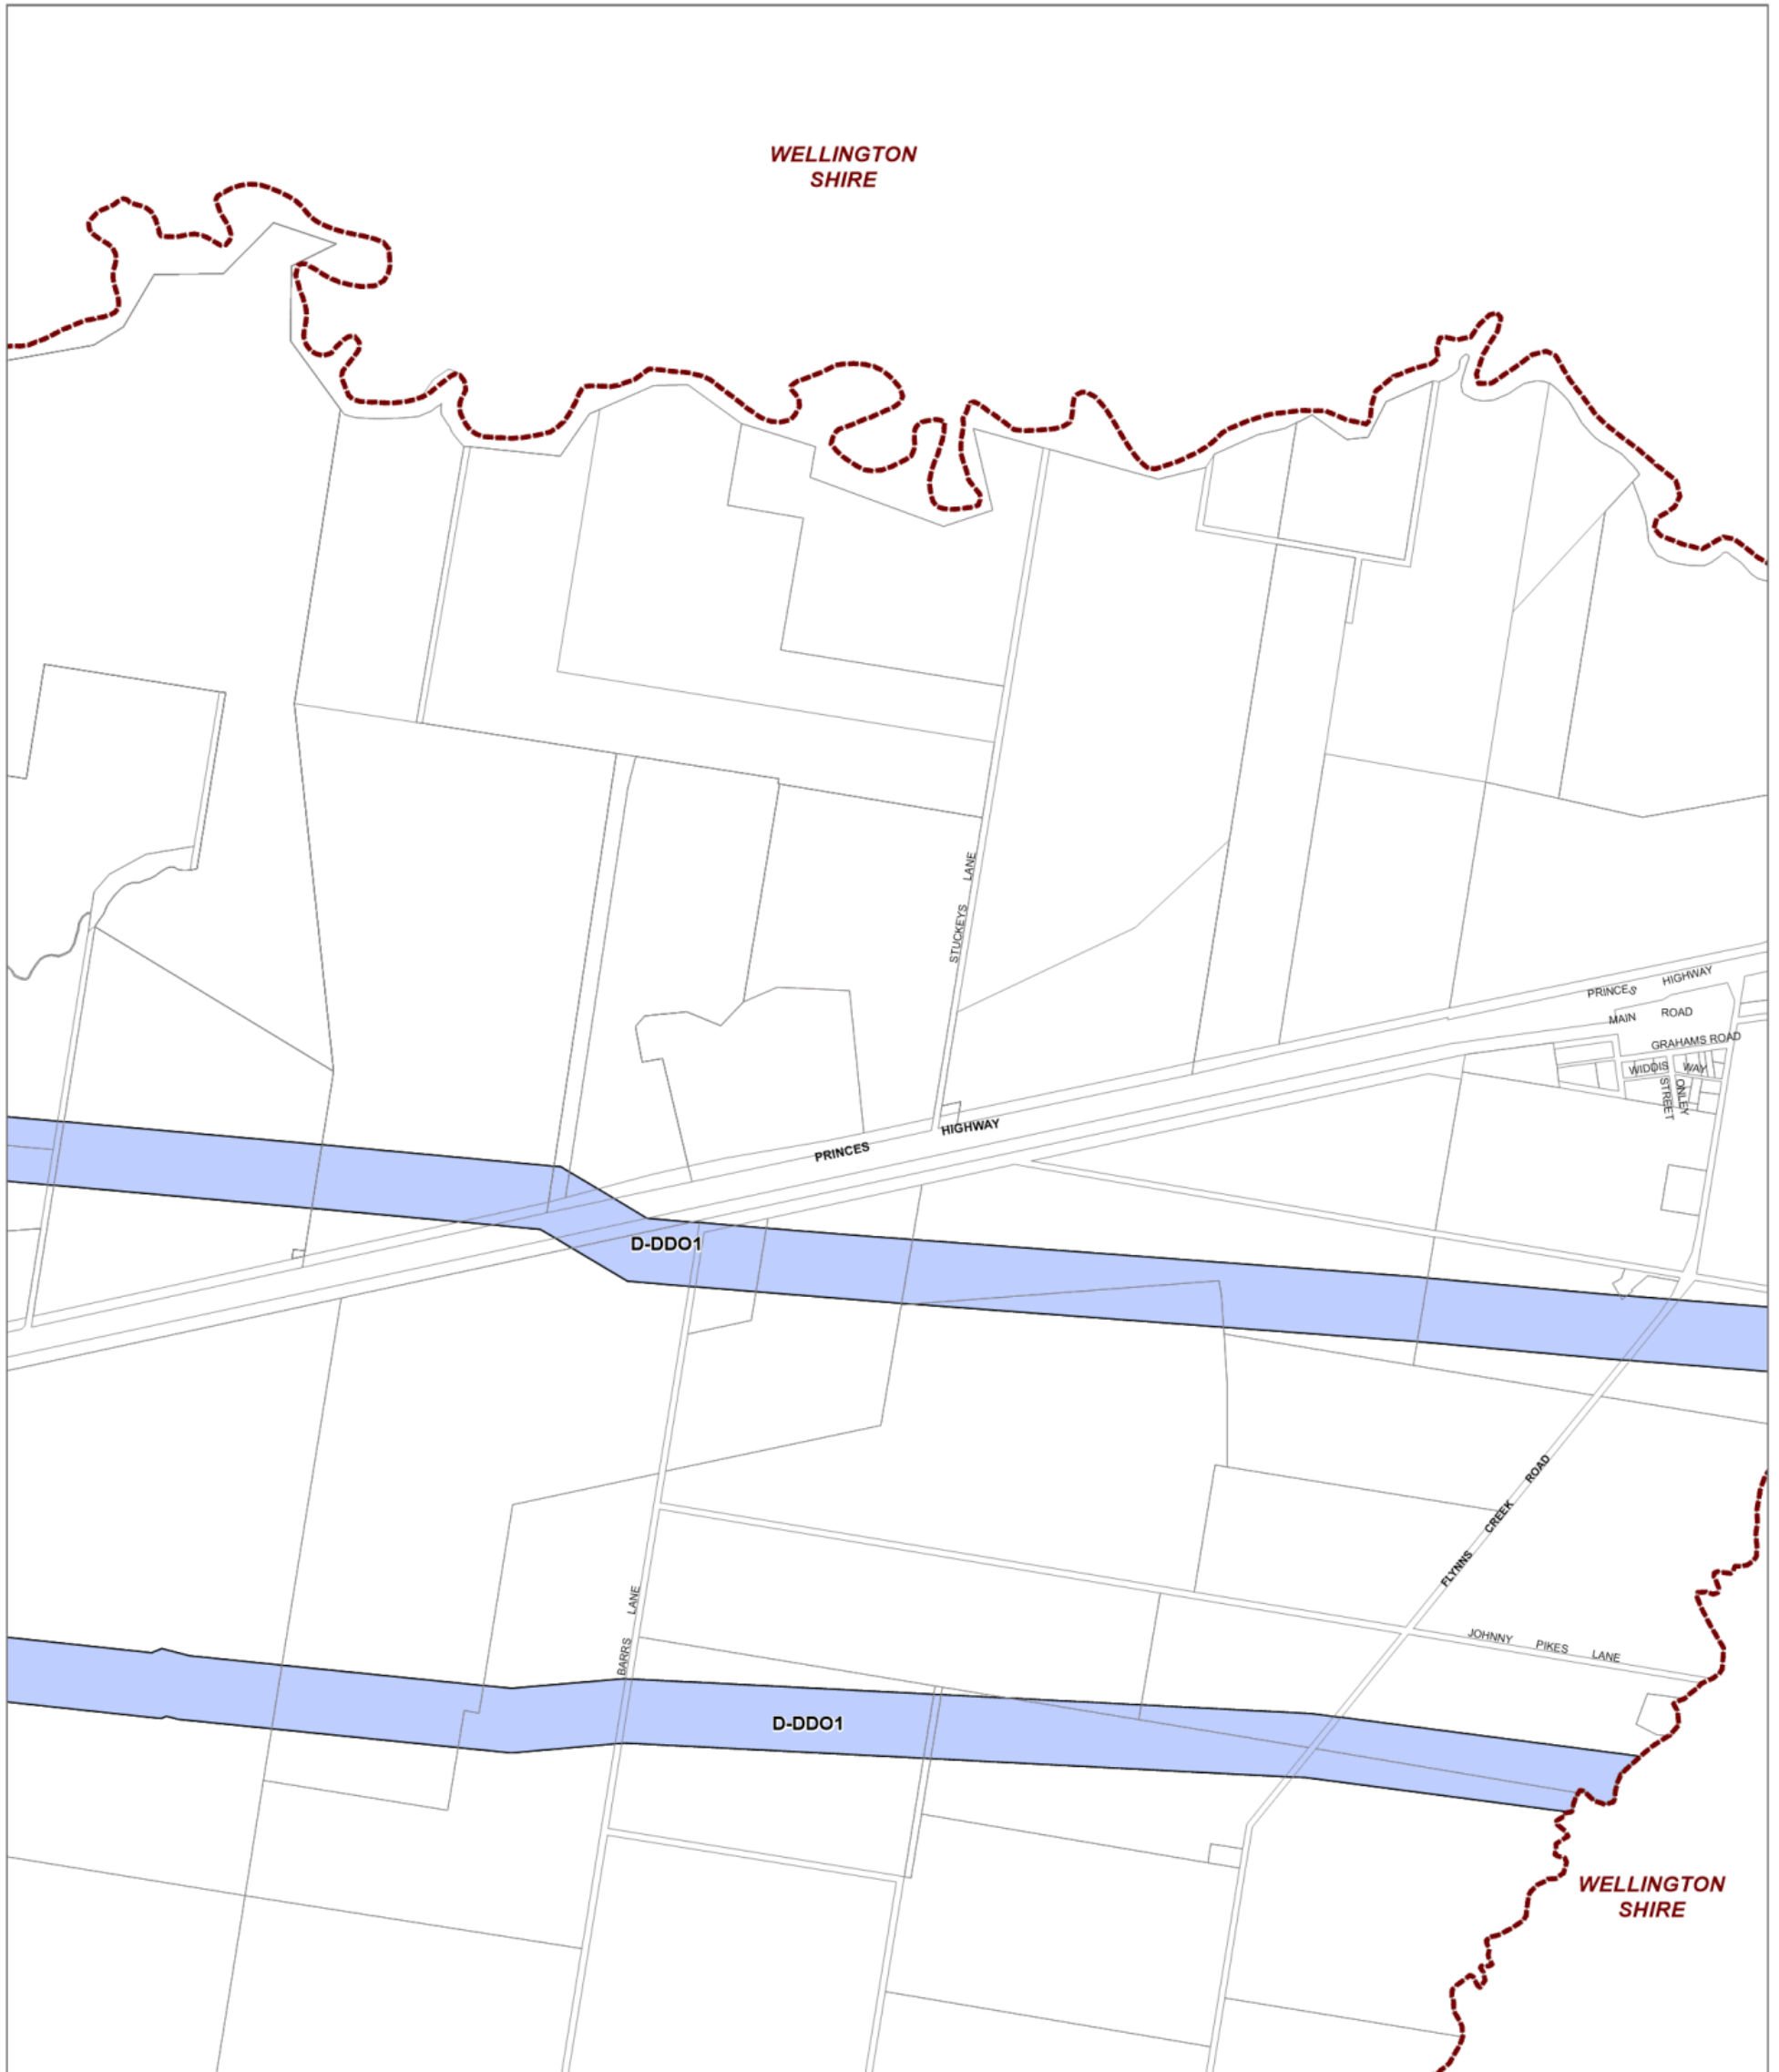 WELLINGTON
SHIRE
STUCKEYS LANE
PRINCES HIGHWAY
MAIN ROAD
GRAHAMS ROAD
WIDDIS WAY
ONLEY
STREET
PRINCES HIGHWAY
D-DDO1
FLYNNS CREEK ROAD
BARRS LANE
JOHNNY PIKES LANE
D-DDO1
WELLINGTON
SHIRE